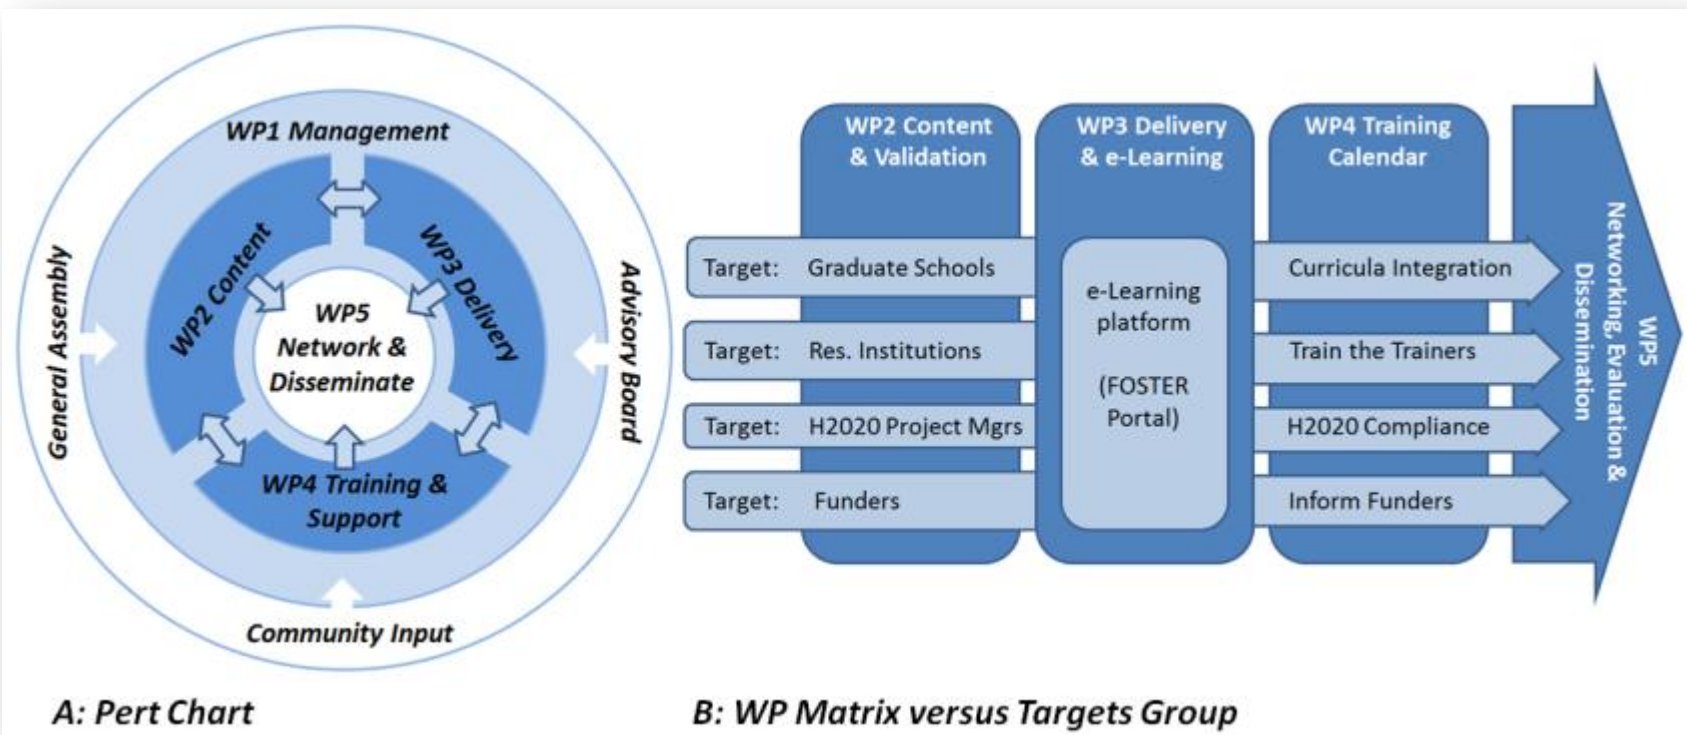 WP1 Management
WP2 Content
WP3 Delivery
WP5
Network &
Disseminate
WP4 Training &
Support
General Assembly
Advisory Board
Community Input
A: Pert Chart
WP2 Content
& Validation
WP3 Delivery
& e-Learning
WP4 Training
Calendar
Target: Graduate Schools
Curricula Integration
Target: Res. Institutions
Train the Trainers
Target: H2020 Project Mgrs
H2020 Compliance
Target: Funders
Inform Funders
e-Learning
platform
(FOSTER
Portal)
WP5
Networking, Evaluation &
Dissemination
B: WP Matrix versus Targets Group